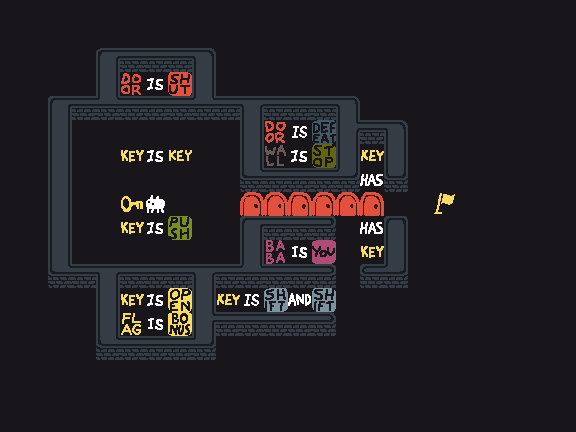 DOOR IS SHUT
DOOR IS DEFEAT
WALL IS STOP
KEY IS KEY
KEY
HAS
KEY IS PUSH
HAS
BABA IS YOU
KEY
KEY IS OPEN
KEY IS SHIFT AND SHIFT
FLAG IS BONUS